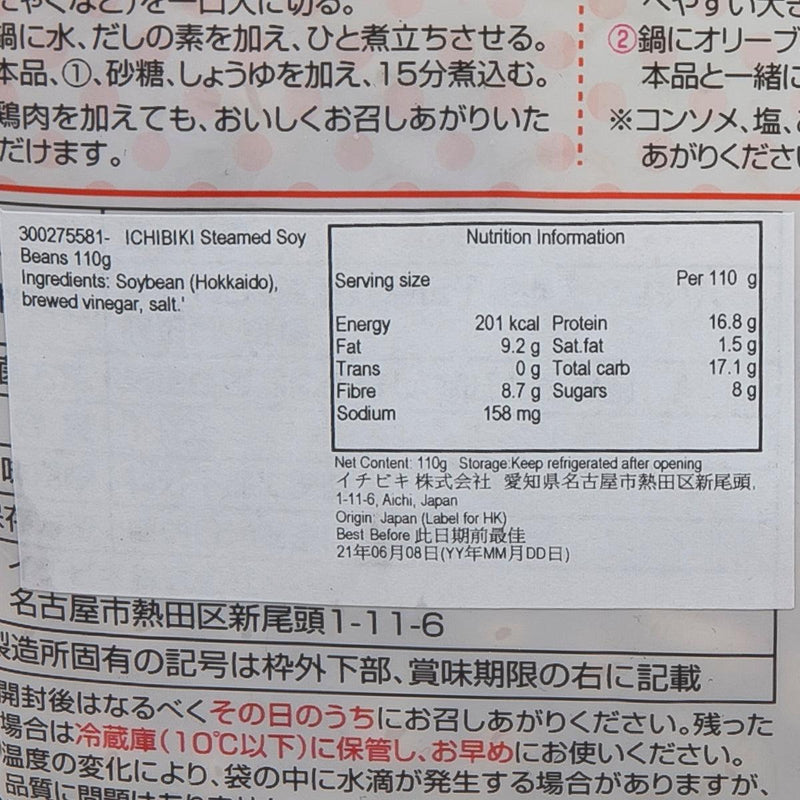 を一口大に切る。
鍋に水、だしの素を加え、ひと煮立ちさせる。
本品、①、砂糖、しょうゆを加え、15分煮込む。
鶏肉を加えても、おいしくお召しあがりいた
だけます。
②鍋にオリーブ
本品と一緒に
※コンソメ、塩、
あがりくださ
300275581- ICHIBIKI Steamed Soy
Beans 110g
Ingredients: Soybean (Hokkaido),
brewed vinegar, salt.'
Nutrition Information
Serving size Per 110 g
Energy 201 kcal Protein 16.8 g
Fat 9.2 g Sat.fat 1.5 g
Trans 0 g Total carb 17.1 g
Fibre 8.7 g Sugars 8 g
Sodium 158 mg
Net Content: 110g Storage:Keep refrigerated after opening
イチビキ 株式会社 愛知県名古屋市熱田区新尾頭,
1-11-6, Aichi, Japan
Origin: Japan (Label for HK)
Best Before 此日期前最佳
21年06月08日(YY年MM月DD日)
名古屋市熱田区新尾頭1-11-6
製造所固有の記号は枠外下部、賞味期限の右に記載
開封後はなるべくその日のうちにお召しあがりください。残った
場合は冷蔵庫(10℃以下)に保管し、お早めにお使いください。
温度の変化により、袋の中に水滴が発生する場合がありますが、
品質に問題は